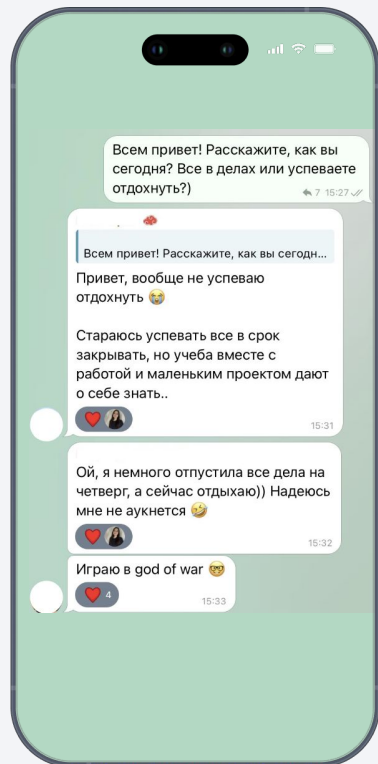 Всем привет! Расскажите, как вы
сегодня? Все в делах или успеваете
отдохнуть?)
7 15:27
Всем привет! Расскажите, как вы сегодн...
Привет, вообще не успеваю
отдохнуть 😭
Стараюсь успевать все в срок
закрывать, но учеба вместе с
работой и маленьким проектом дают
о себе знать..
15:31
Ой, я немного отпустила все дела на
четверг, а сейчас отдыхаю)) Надеюсь
мне не аукнется 🤣
15:32
Играю в god of war 🤓
4
15:33